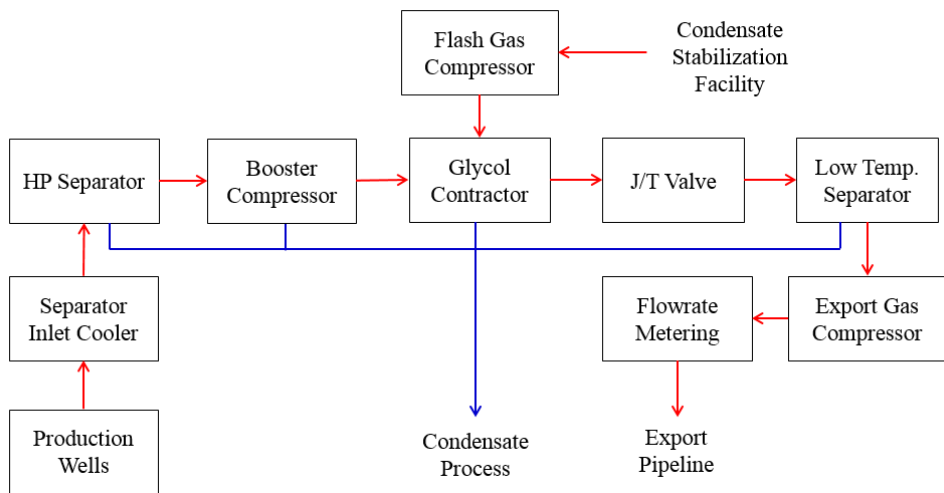 Flash Gas
Compressor
Condensate
Stabilization
Facility
HP Separator
Booster
Compressor
Glycol
Contractor
J/T Valve
Low Temp.
Separator
Separator
Inlet Cooler
Flowrate
Metering
Export Gas
Compressor
Production
Wells
Condensate
Process
Export
Pipeline